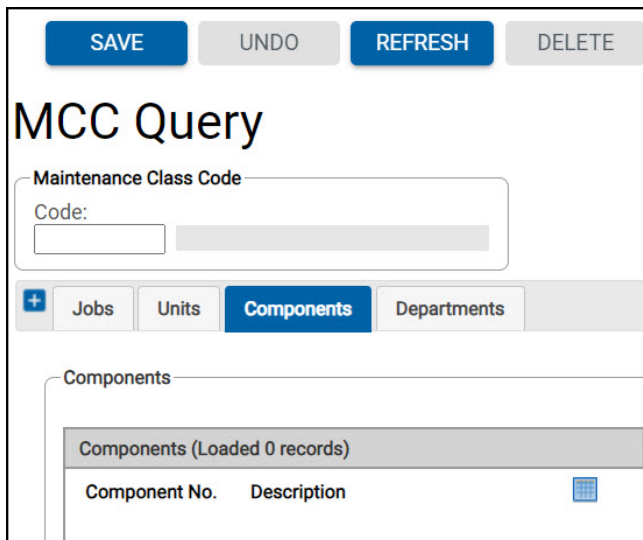 SAVE UNDO REFRESH DELETE
MCC Query
Maintenance Class Code
Code:
Jobs Units Components Departments
Components
Components (Loaded 0 records)
Component No. Description